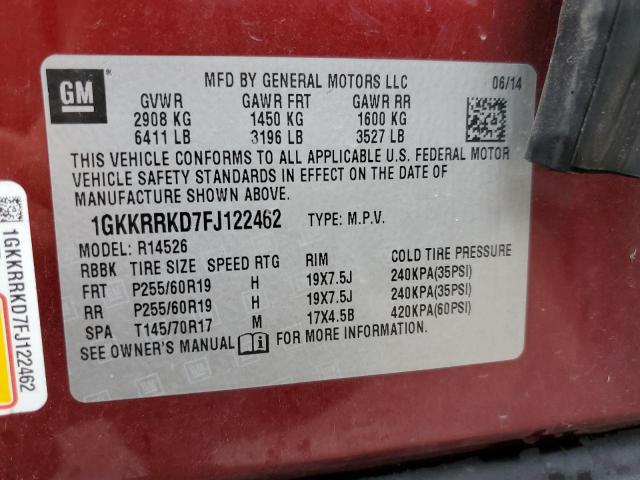 GM
MFD BY GENERAL MOTORS LLC 06/14
GVWR GAWR FRT GAWR RR
2908 KG 1450 KG 1600 KG
6411 LB 3196 LB 3527 LB
THIS VEHICLE CONFORMS TO ALL APPLICABLE U.S. FEDERAL MOTOR
VEHICLE SAFETY STANDARDS IN EFFECT ON THE DATE OF
MANUFACTURE SHOWN ABOVE.
1GKKRRKD7FJ122462 TYPE: M.P.V.
MODEL: R14526
RBBK TIRE SIZE SPEED RTG RIM COLD TIRE PRESSURE
FRT P255/60R19 H 19X7.5J 240KPA(35PSI)
RR P255/60R19 H 19X7.5J 240KPA(35PSI)
SPA T145/70R17 M 17X4.5B 420KPA(60PSI)
SEE OWNER'S MANUAL i FOR MORE INFORMATION.
1GKKRRKD7FJ122462